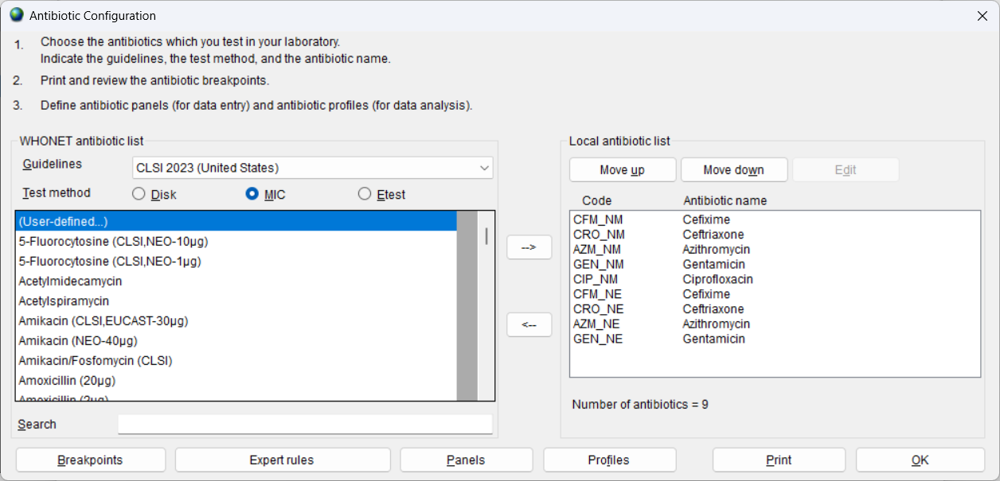 Antibiotic Configuration
1. Choose the antibiotics which you test in your laboratory.
Indicate the guidelines, the test method, and the antibiotic name.
2. Print and review the antibiotic breakpoints.
3. Define antibiotic panels (for data entry) and antibiotic profiles (for data analysis).
WHONET antibiotic list
Guidelines CLSI 2023 (United States)
Test method Disk MIC Etest
(User-defined...)
5-Fluorocytosine (CLSI,NEO-10µg)
5-Fluorocytosine (CLSI,NEO-1µg)
Acetylmidecamycin
Acetylspiramycin
Amikacin (CLSI,EUCAST-30µg)
Amikacin (NEO-40µg)
Amikacin/Fosfomycin (CLSI)
Amoxicillin (20µg)
Amoxicillin (2µg)
Search
-->
<--
Local antibiotic list
Move up Move down Edit
Code Antibiotic name
CFM_NM Cefixime
CRO_NM Ceftriaxone
AZM_NM Azithromycin
GEN_NM Gentamicin
CIP_NM Ciprofloxacin
CFM_NE Cefixime
CRO_NE Ceftriaxone
AZM_NE Azithromycin
GEN_NE Gentamicin
Number of antibiotics = 9
Breakpoints Expert rules Panels Profiles Print OK